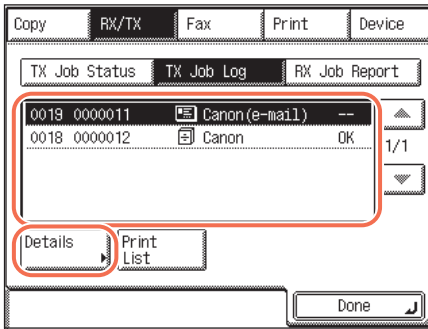 Copy RX/TX Fax Print Device
TX Job Status TX Job Log RX Job Report
0019 0000011 Canon(e-mail) --
0018 0000012 Canon OK
1/1
Details Print
List
Done